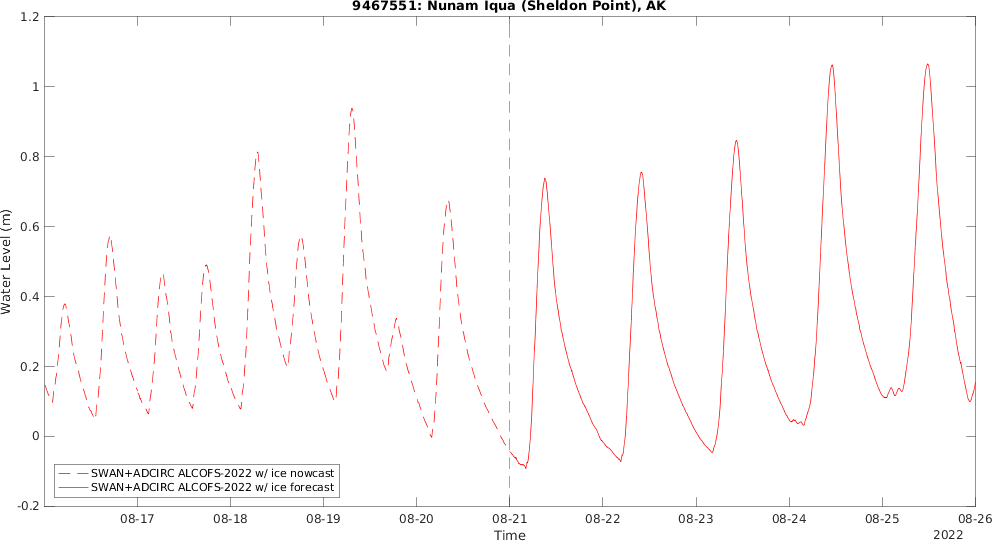 9467551: Nunam Iqua (Sheldon Point), AK
1.2
1
0.8
0.6
0.4
0.2
0
-0.2
Water Level (m)
SWAN+ADCIRC ALCOFS-2022 w/ ice nowcast
SWAN+ADCIRC ALCOFS-2022 w/ ice forecast
08-17 08-18 08-19 08-20 08-21 08-22 08-23 08-24 08-25 08-26
Time
2022